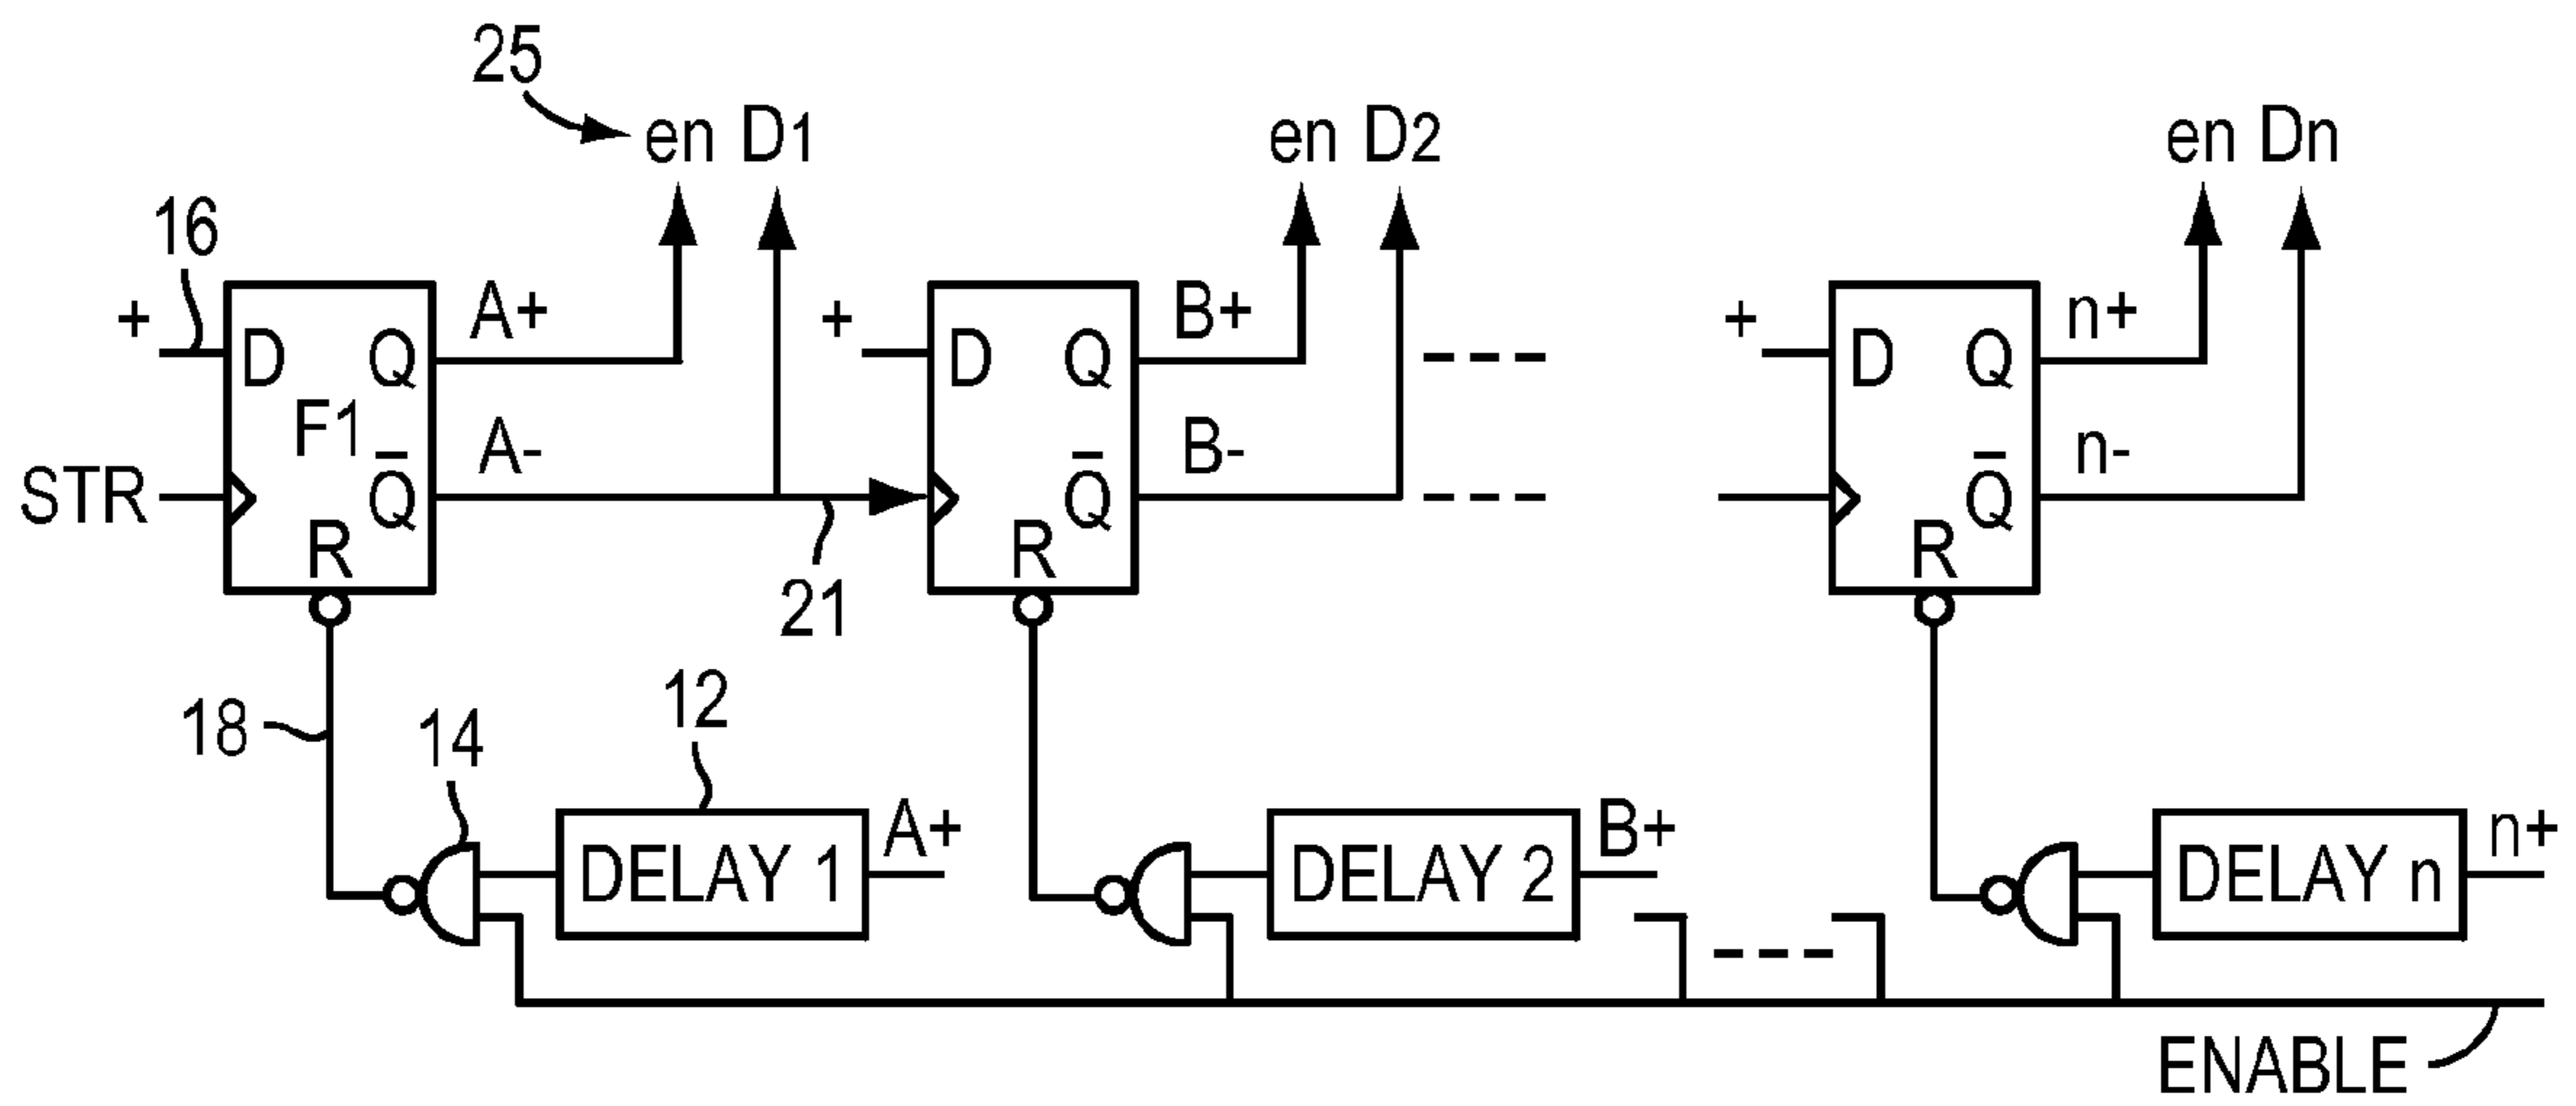 25
en D1
en D2
en Dn
16
+
D
Q
F1
Q
R
STR
A+
A-
21
+
D
Q
Q
R
B+
B-
+
D
Q
Q
R
n+
n-
18
14
12
DELAY 1
A+
DELAY 2
B+
DELAY n
n+
ENABLE